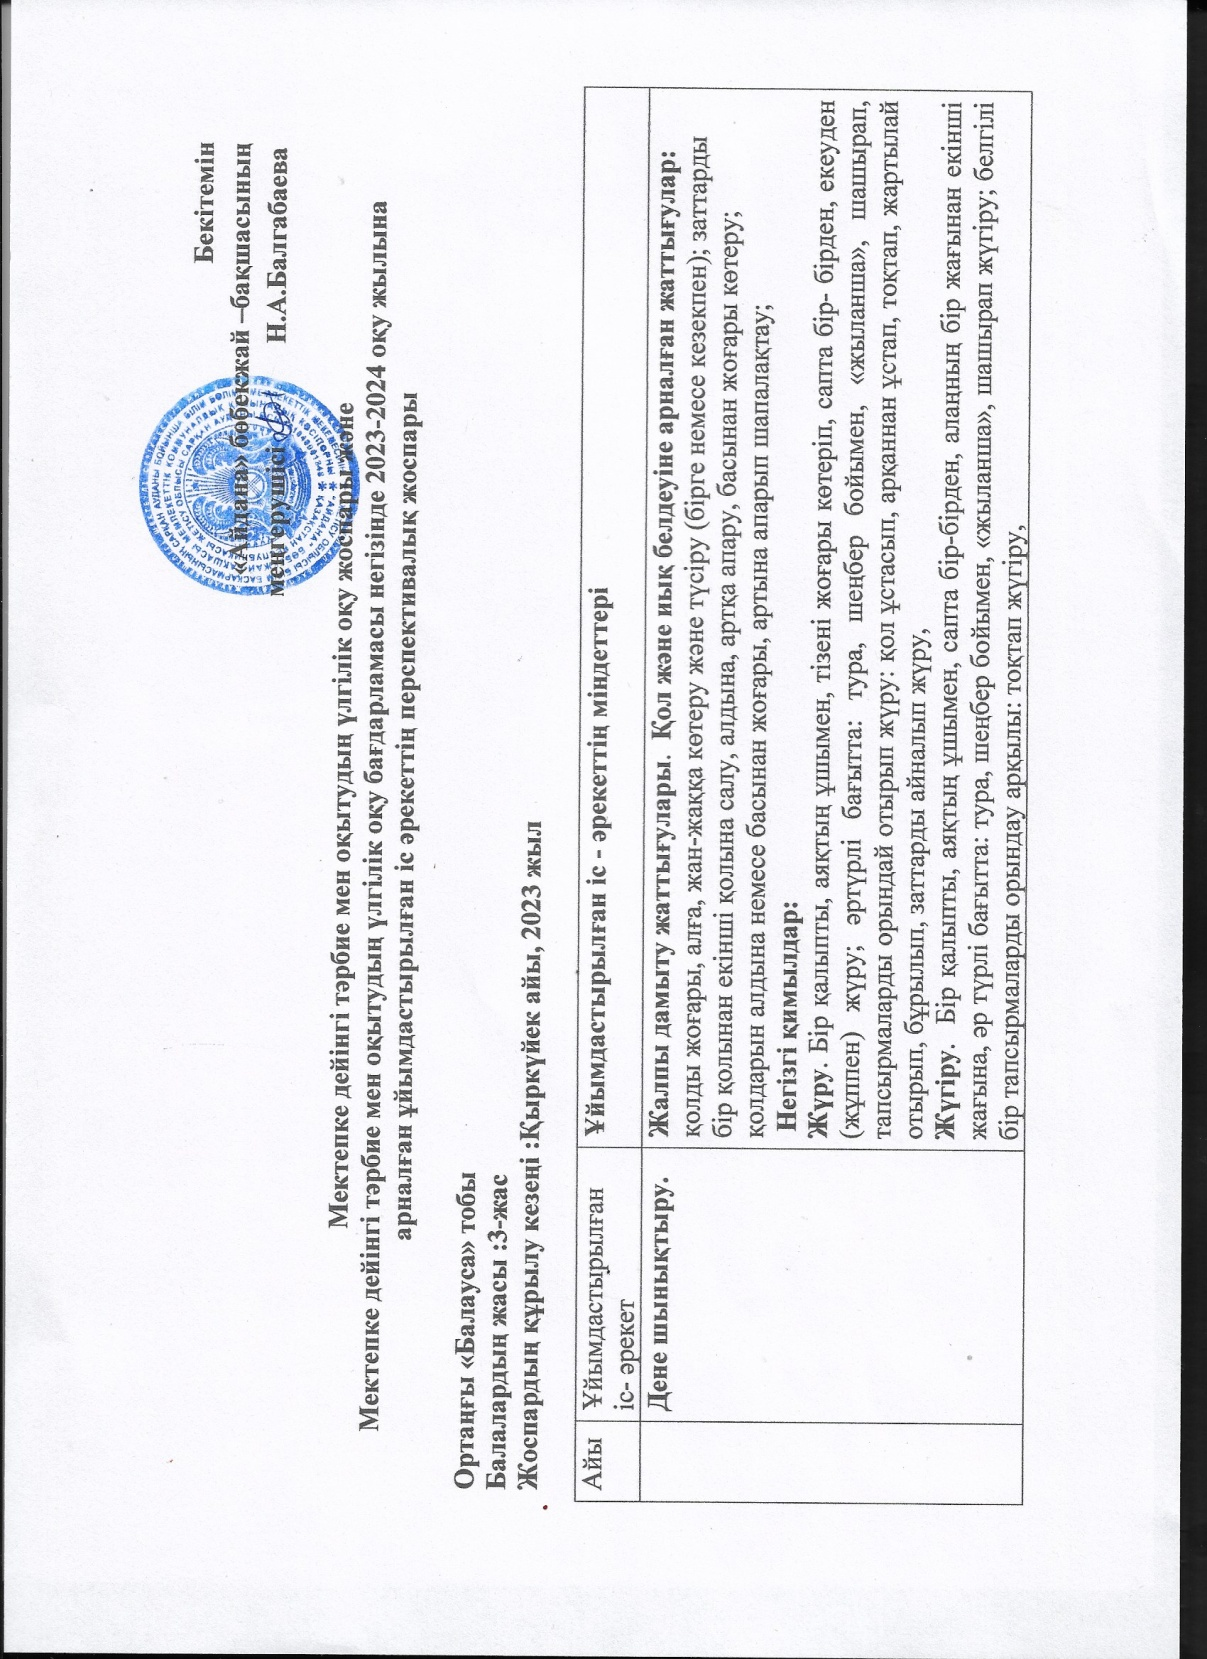 Бекітемін
«Айдана» бөбекжай –бақшасының
меңгерушісі Н.А.Балгабаева
Мектепке дейінгі тәрбие мен оқытудың үлгілік оқу жоспары және
Мектепке дейінгі тәрбие мен оқытудың үлгілік оқу бағдарламасы негізінде 2023-2024 оқу жылына
арналған ұйымдастырылған іс әрекеттің перспективалық жоспары
Ортаңғы «Балауса» тобы
Балалардың жасы :3-жас
Жоспардың құрылу кезеңі :Қыркүйек айы, 2023 жыл
Айы
Ұйымдастырылған
іс- әрекет
Ұйымдастырылған іс - әрекеттің міндеттері
Дене шынықтыру.
Жалпы дамыту жаттығулары. Қол және иық белдеуіне арналған жаттығулар:
қолды жоғары, алға, жан-жаққа көтеру және түсіру (бірге немесе кезекпен); заттарды
бір қолынан екінші қолына салу, алдына, артқа апару, басынан жоғары көтеру;
қолдарын алдына немесе басынан жоғары, артына апарып шапалақтау;
Негізгі қимылдар:
Жүру. Бір қалыпты, аяқтың ұшымен, тізені жоғары көтеріп, сапта бір- бірден, екеуден
(жұппен) жүру; әртүрлі бағытта: тура, шеңбер бойымен, «жыланша», шашырап,
тапсырмаларды орындай отырып жүру: қол ұстасып, арқаннан ұстап, тоқтап, жартылай
отырып, бұрылып, заттарды айналып жүру,
Жүгіру. Бір қалыпты, аяқтың ұшымен, сапта бір-бірден, алаңның бір жағынан екінші
жағына, әр түрлі бағытта: тура, шеңбер бойымен, «жыланша», шашырап жүгіру; белгілі
бір тапсырмаларды орындау арқылы: тоқтап жүгіру,